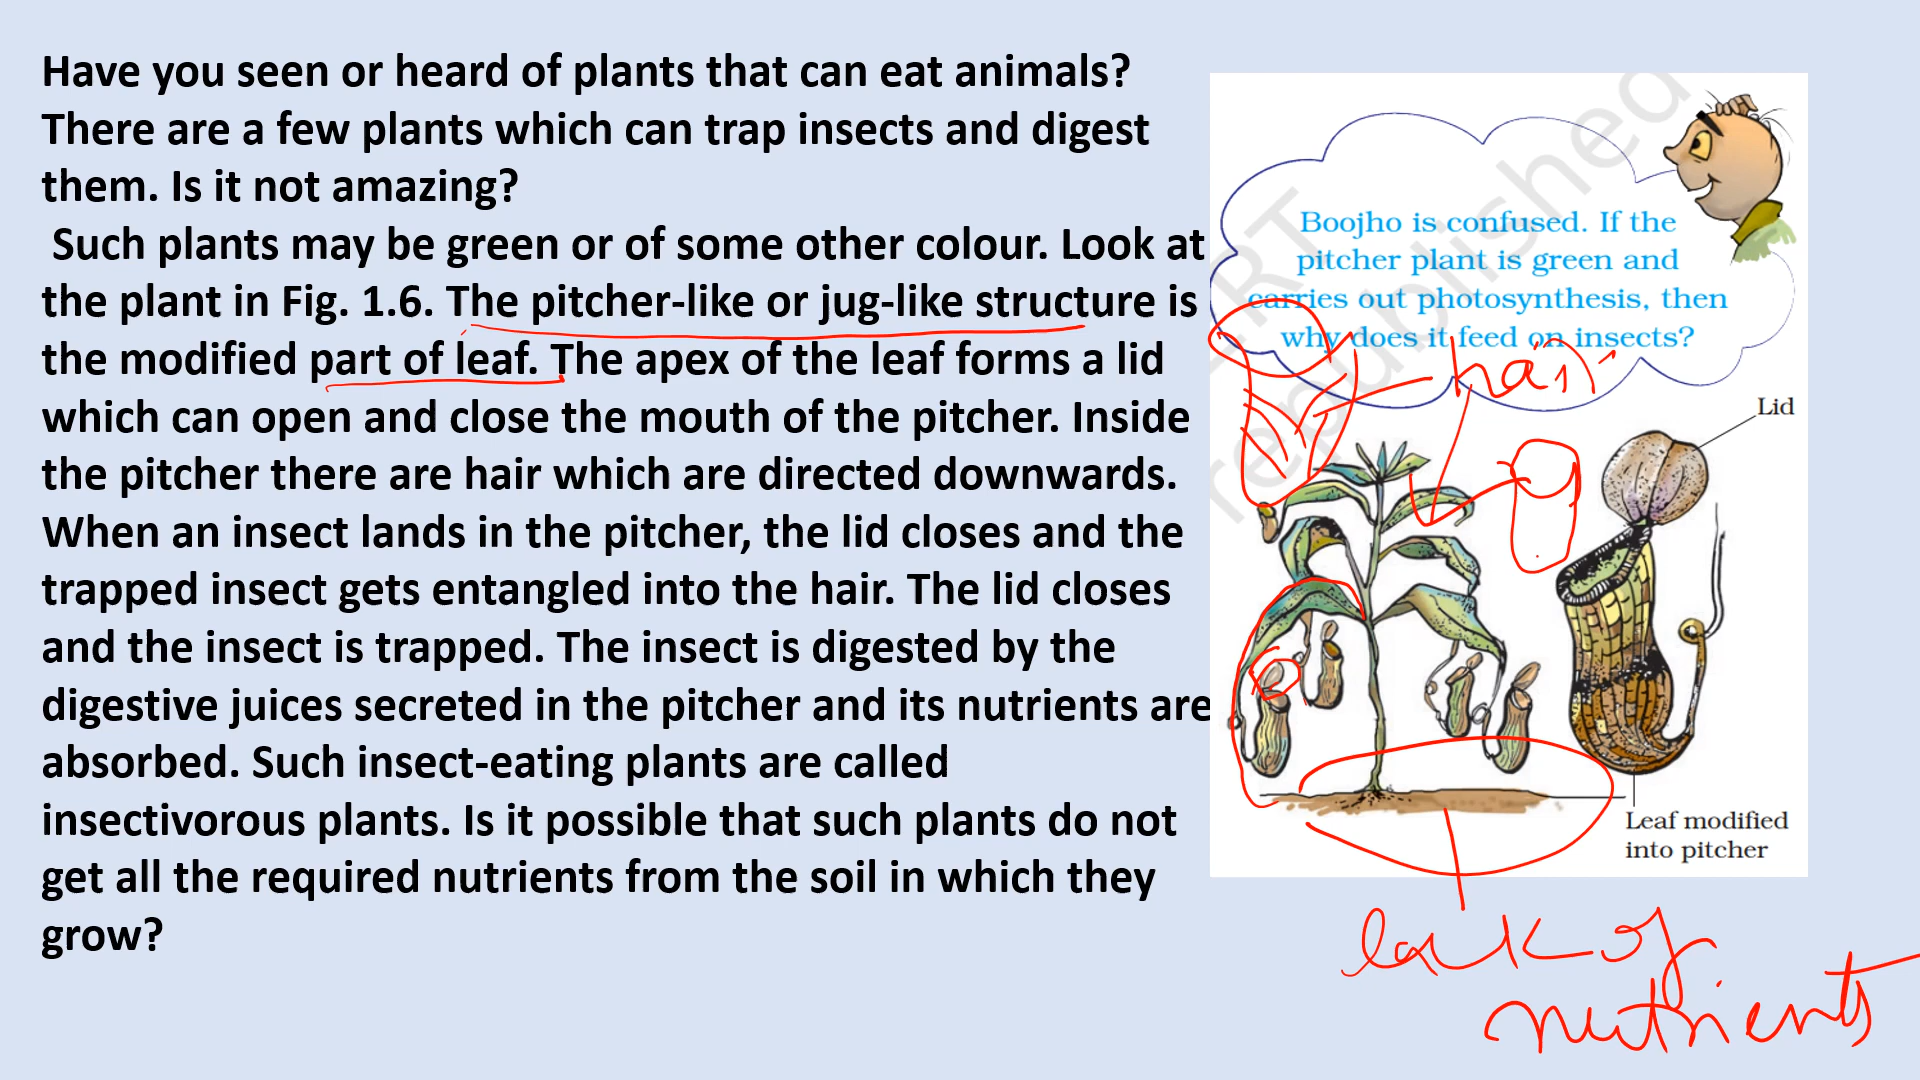 Have you seen or heard of plants that can eat animals?
There are a few plants which can trap insects and digest
them. Is it not amazing?
Such plants may be green or of some other colour. Look at
the plant in Fig. 1.6. The pitcher-like or jug-like structure is
the modified part of leaf. The apex of the leaf forms a lid
which can open and close the mouth of the pitcher. Inside
the pitcher there are hair which are directed downwards.
When an insect lands in the pitcher, the lid closes and the
trapped insect gets entangled into the hair. The lid closes
and the insect is trapped. The insect is digested by the
digestive juices secreted in the pitcher and its nutrients are
absorbed. Such insect-eating plants are called
insectivorous plants. Is it possible that such plants do not
get all the required nutrients from the soil in which they
grow?
Boojho is confused. If the
pitcher plant is green and
carries out photosynthesis, then
why does it feed on insects?
hair
Lid
Leaf modified
into pitcher
lack of
nutrients
republished